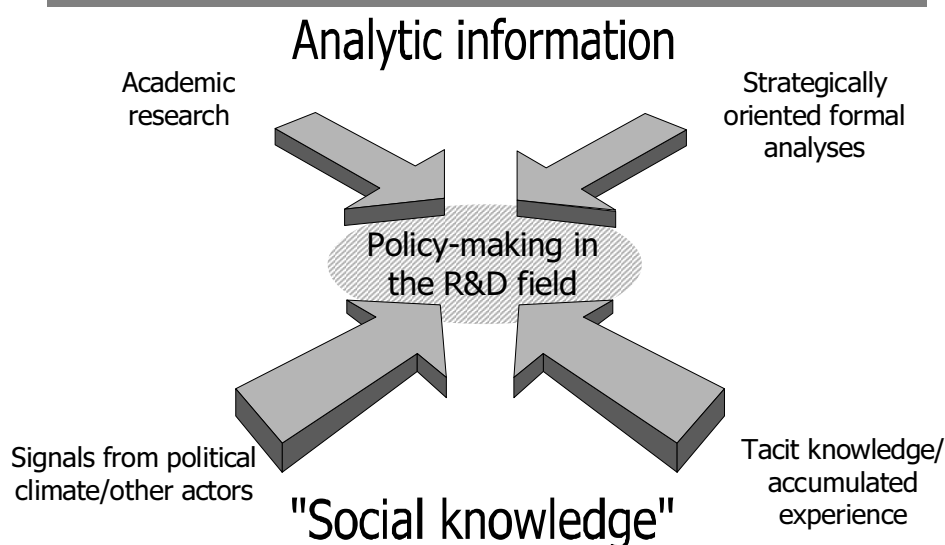 Analytic information
Academic
research
Strategically
oriented formal
analyses
Policy-making in
the R&D field
Signals from political
climate/other actors
Tacit knowledge/
accumulated
experience
"Social knowledge"